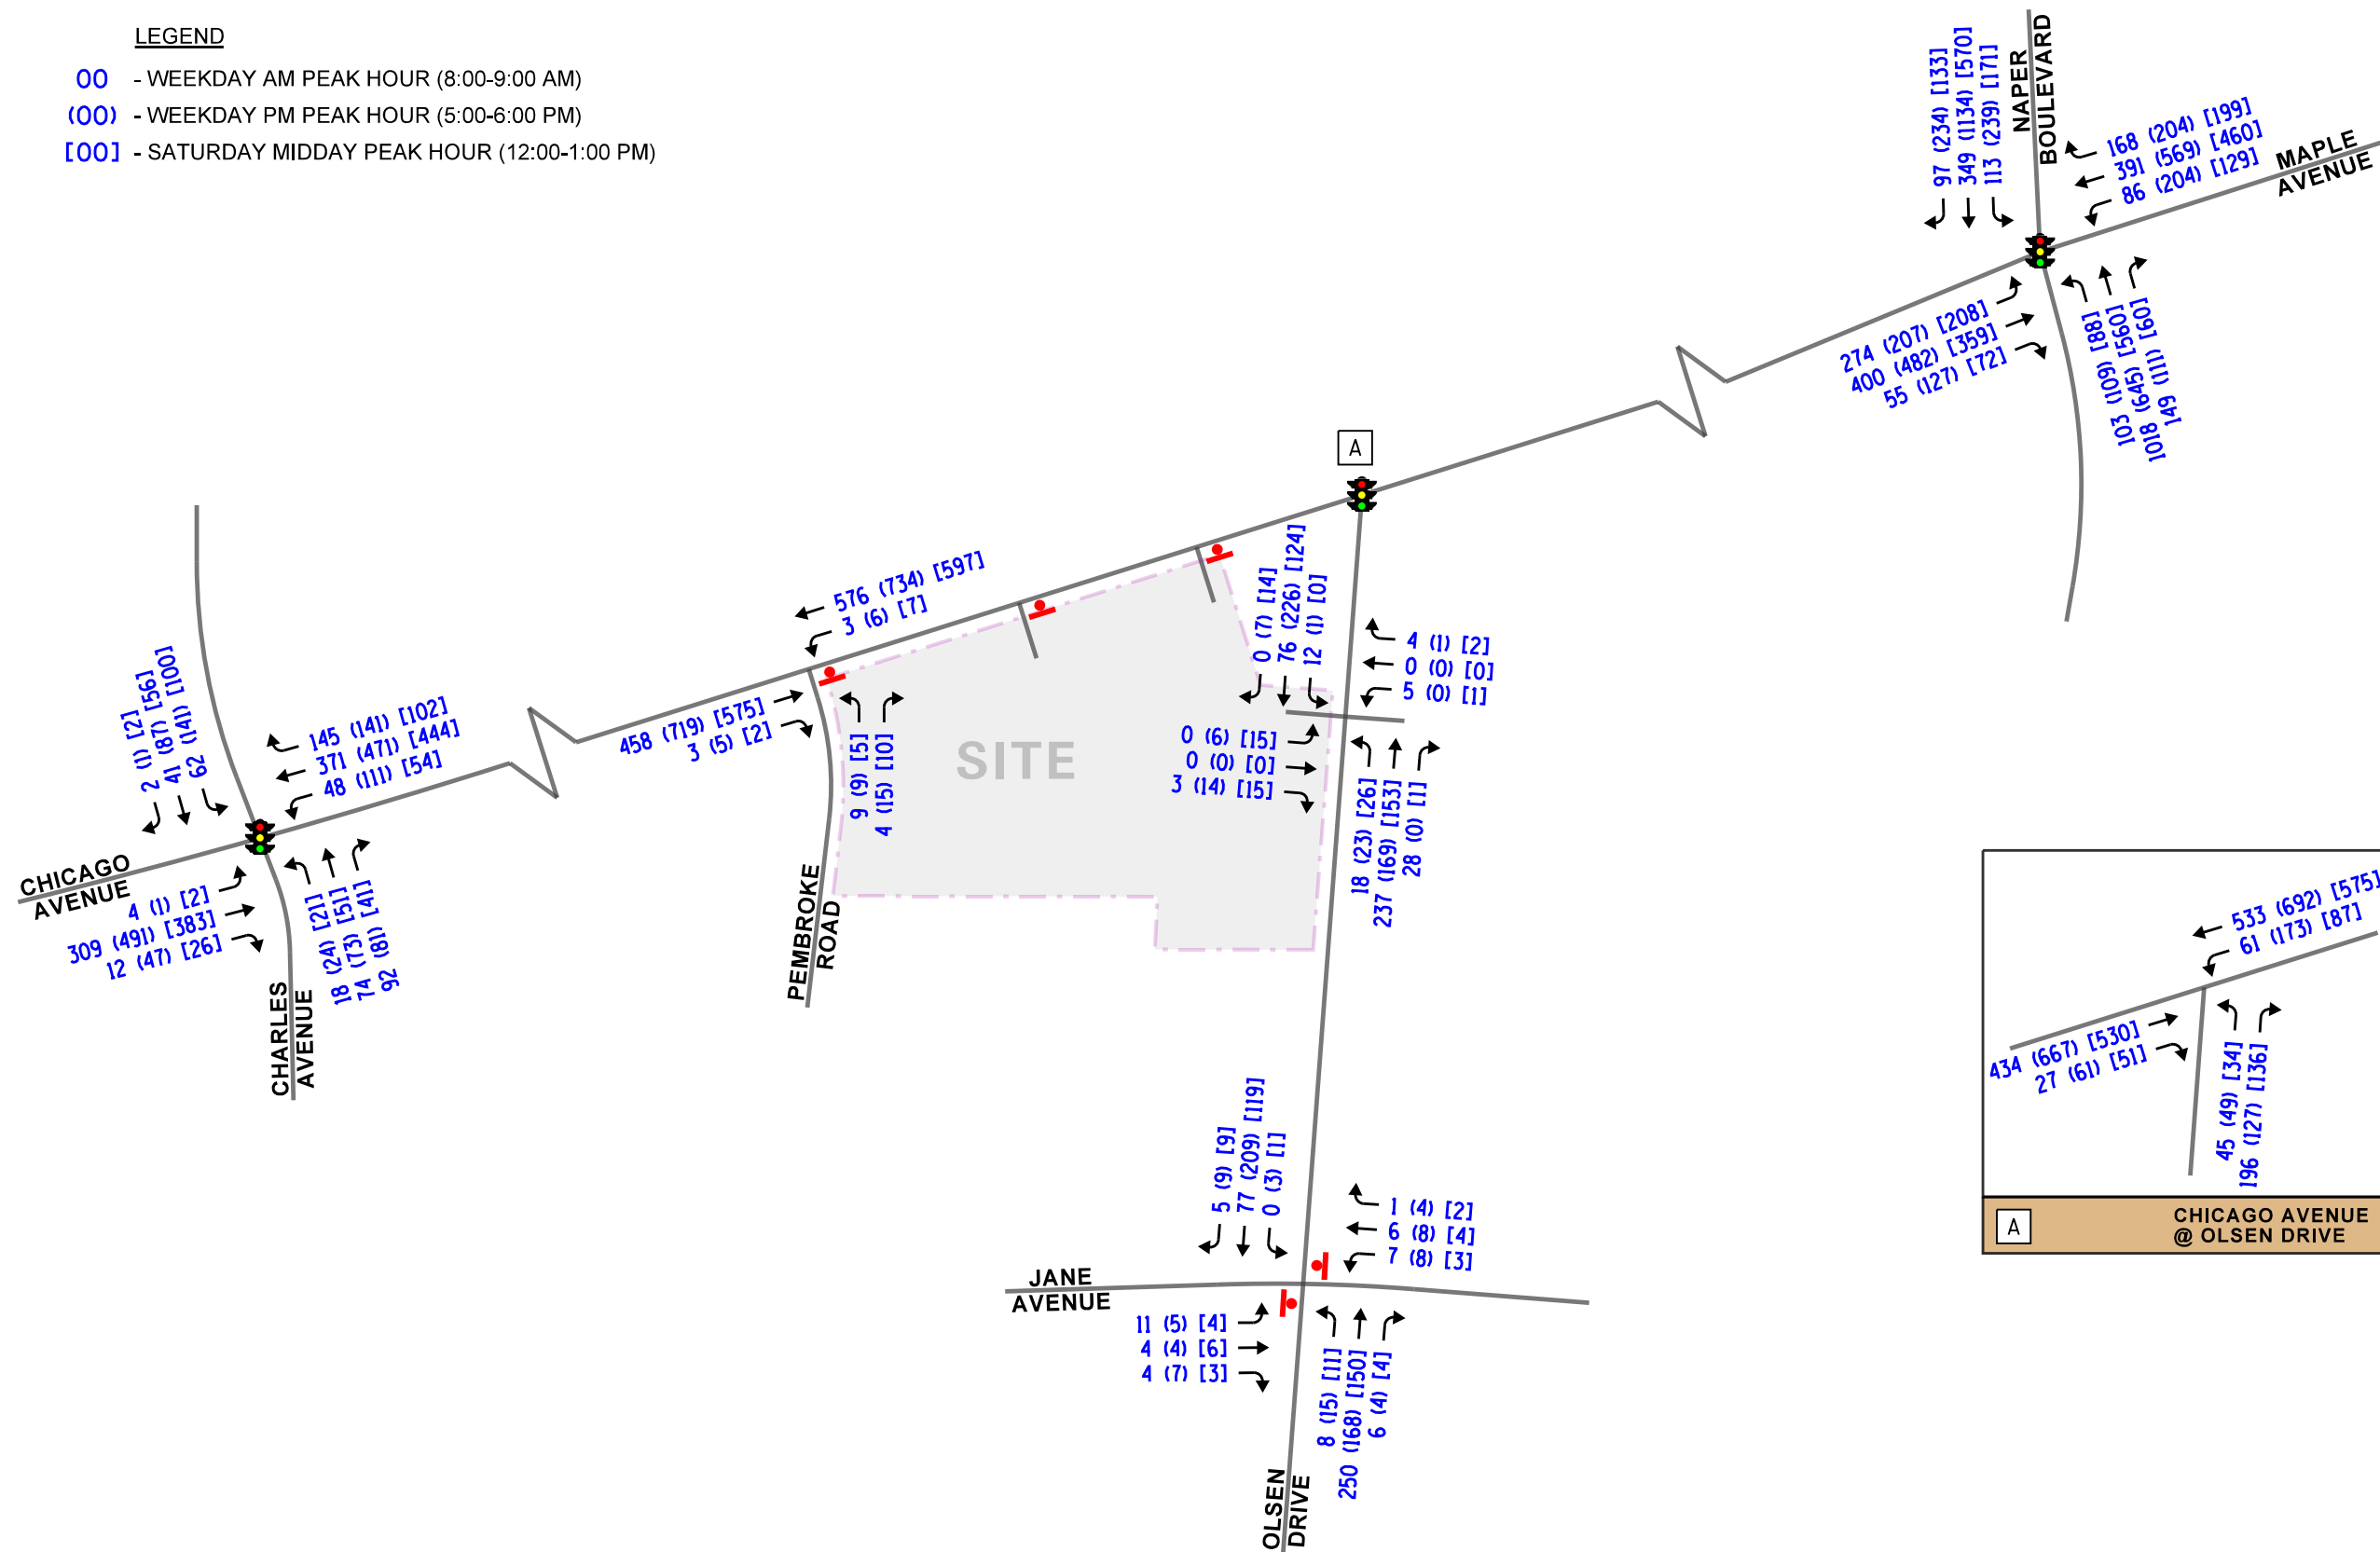 LEGEND
00 - WEEKDAY AM PEAK HOUR (8:00-9:00 AM)
(00) - WEEKDAY PM PEAK HOUR (5:00-6:00 PM)
[00] - SATURDAY MIDDAY PEAK HOUR (12:00-1:00 PM)
97 (234) [133]
349 (1134) [570]
113 (239) [171]
NAPER
BOULEVARD
168 (204) [199]
391 (569) [460]
86 (204) [129]
MAPLE
AVENUE
274 (207) [208]
400 (482) [359]
55 (127) [72]
103 (109) [88]
1018 (645) [560]
149 (111) [60]
A
576 (734) [597]
3 (6) [7]
458 (719) [575]
3 (5) [2]
9 (9) [5]
4 (15) [10]
PEMBROKE
ROAD
SITE
0 (7) [14]
76 (226) [124]
12 (1) [0]
4 (1) [2]
0 (0) [0]
5 (0) [1]
0 (6) [15]
0 (0) [0]
3 (14) [15]
18 (23) [26]
237 (169) [153]
28 (0) [1]
2 (1) [2]
41 (87) [56]
62 (141) [100]
145 (141) [102]
371 (471) [444]
48 (111) [54]
CHICAGO
AVENUE
4 (1) [2]
309 (491) [383]
12 (47) [26]
18 (24) [21]
74 (73) [51]
92 (81) [41]
CHARLES
AVENUE
5 (9) [9]
77 (209) [119]
0 (3) [1]
1 (4) [2]
6 (8) [4]
7 (8) [3]
JANE
AVENUE
11 (5) [4]
4 (4) [6]
4 (7) [3]
8 (15) [11]
250 (168) [150]
6 (4) [4]
OLSEN
DRIVE
533 (692) [575]
61 (173) [87]
434 (667) [530]
27 (61) [51]
45 (49) [34]
196 (127) [136]
A
CHICAGO AVENUE
@ OLSEN DRIVE